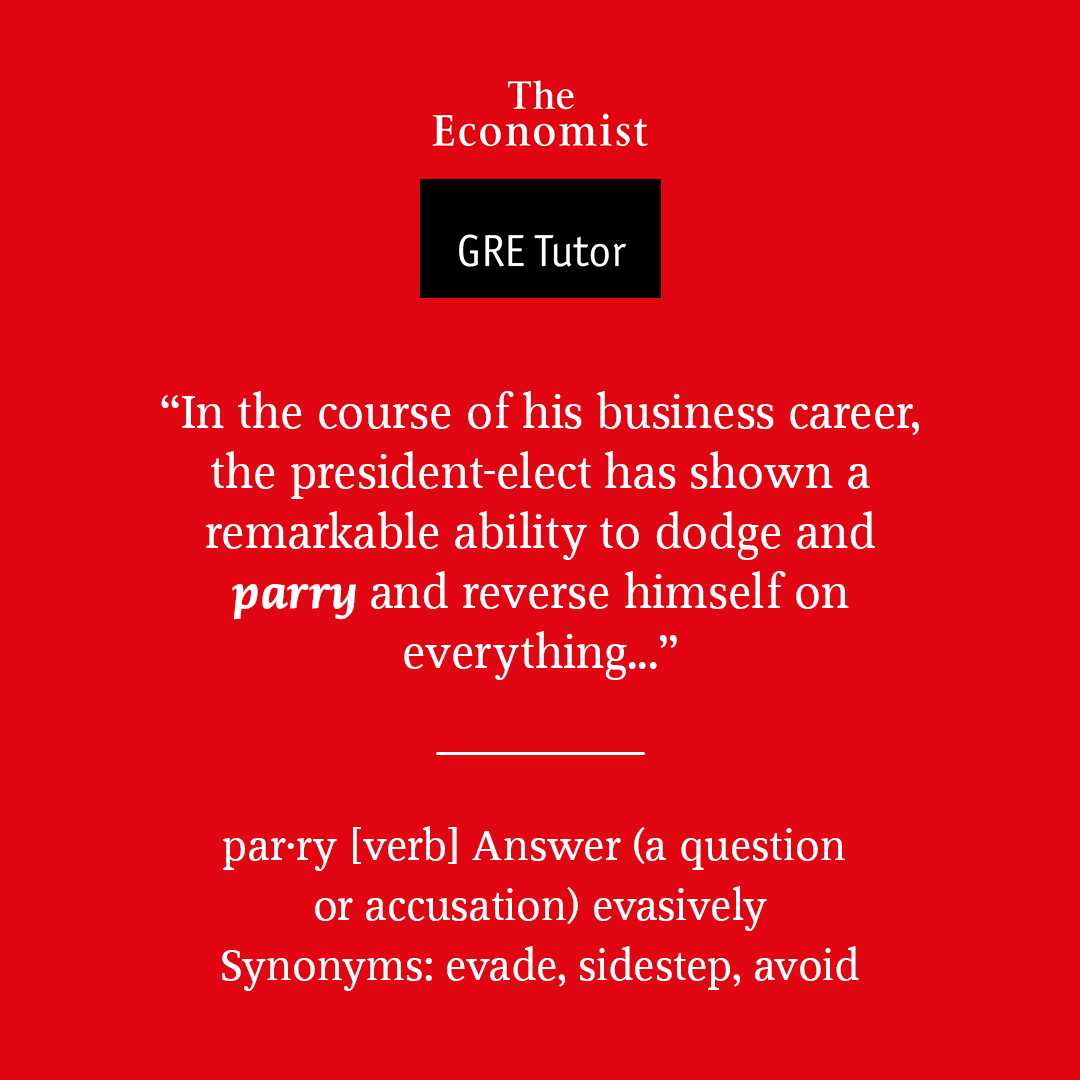 The
Economist
GRE Tutor
“In the course of his business career,
the president-elect has shown a
remarkable ability to dodge and
parry and reverse himself on
everything...”
par·ry [verb] Answer (a question
or accusation) evasively
Synonyms: evade, sidestep, avoid